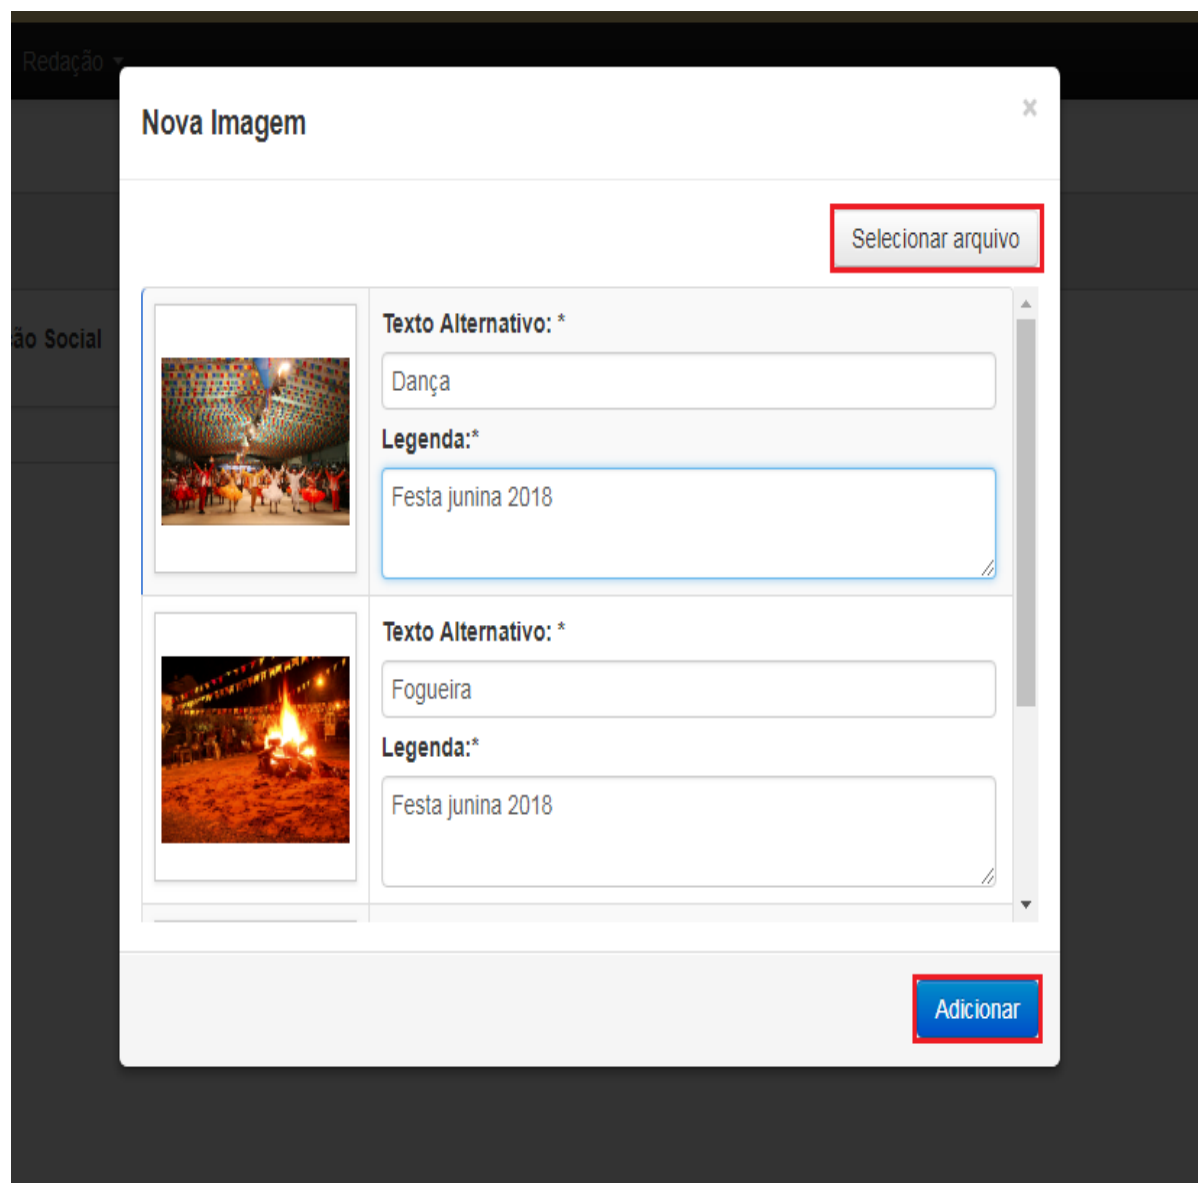 Redação
Nova Imagem
×
Selecionar arquivo
ão Social
Texto Alternativo: *
Dança
Legenda:*
Festa junina 2018
Texto Alternativo: *
Fogueira
Legenda:*
Festa junina 2018
Adicionar